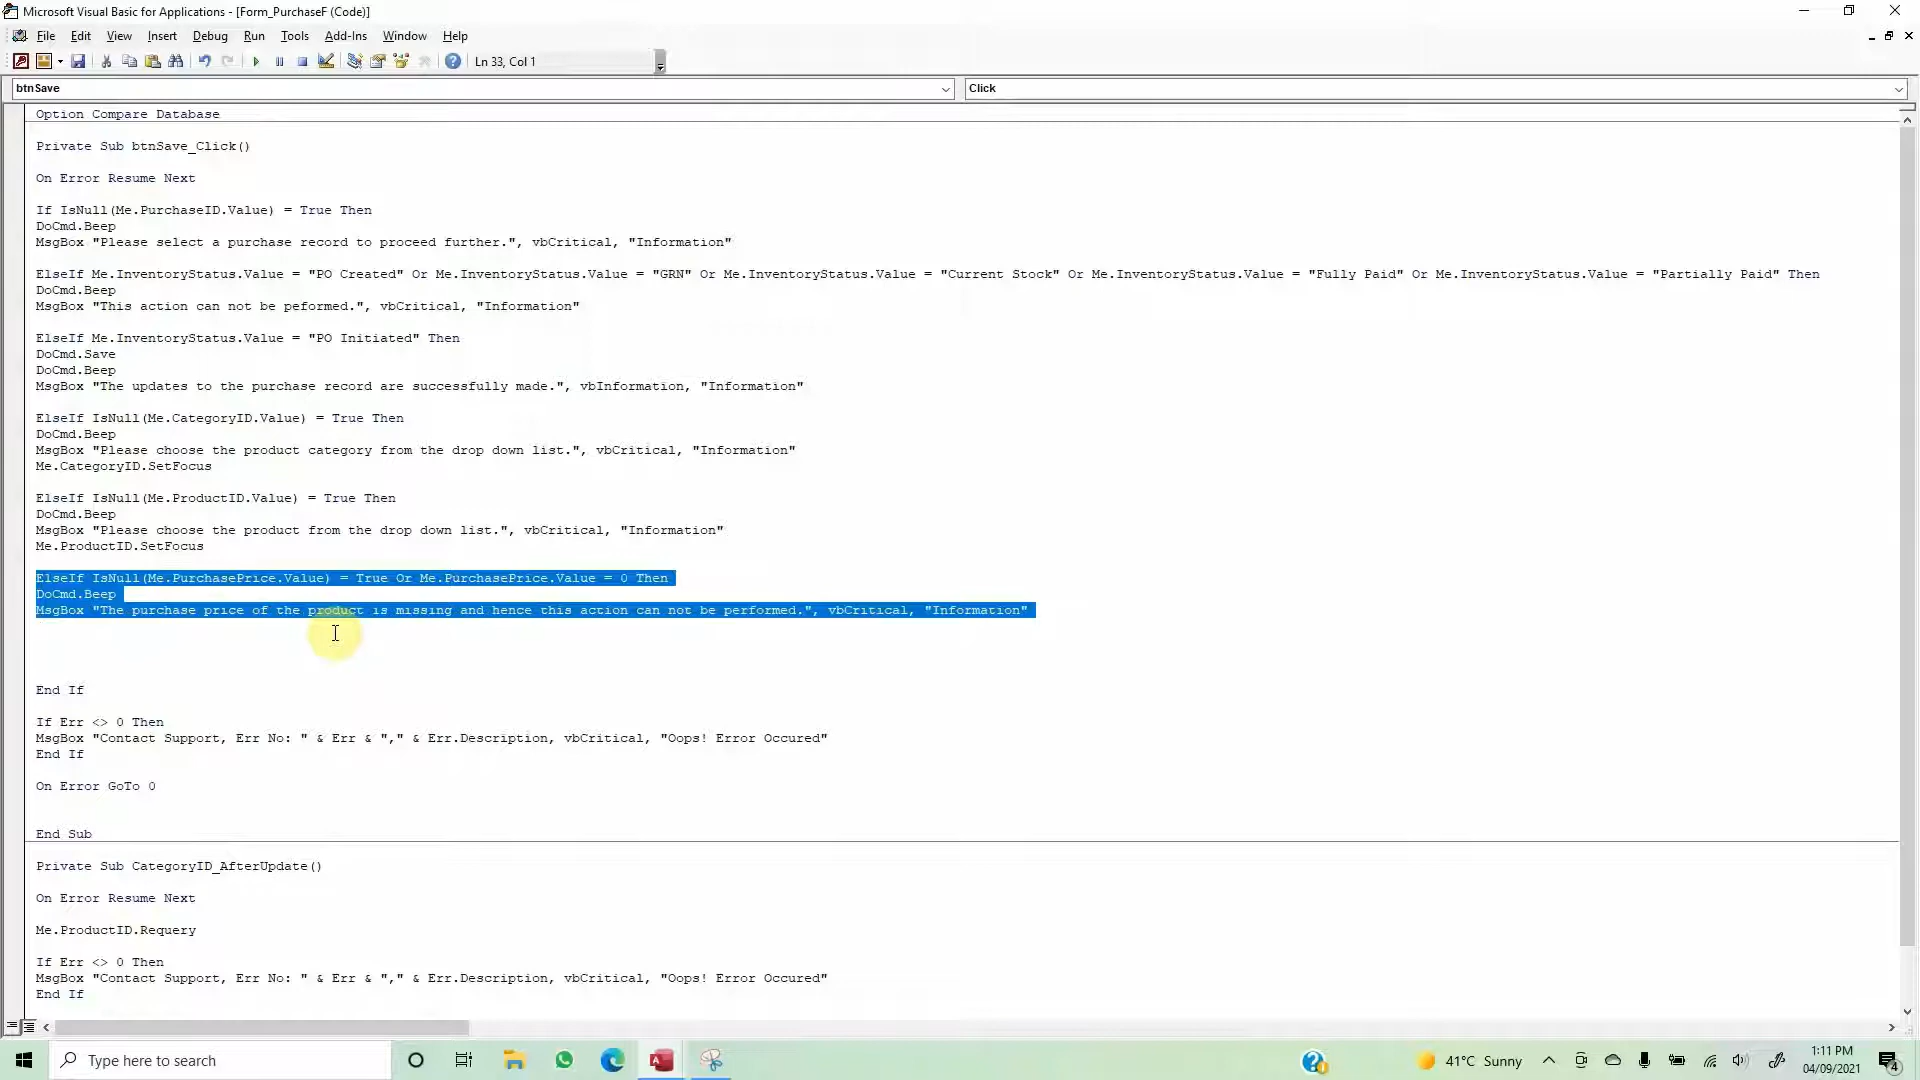 Microsoft Visual Basic for Applications - [Form_PurchaseF (Code)]
File Edit View Insert Debug Run Tools Add-Ins Window Help
Ln 33, Col 1
btnSave Click
Option Compare Database
Private Sub btnSave_Click()
On Error Resume Next
If IsNull(Me.PurchaseID.Value) = True Then
DoCmd.Beep
MsgBox "Please select a purchase record to proceed further.", vbCritical, "Information"
ElseIf Me.InventoryStatus.Value = "PO Created" Or Me.InventoryStatus.Value = "GRN" Or Me.InventoryStatus.Value = "Current Stock" Or Me.InventoryStatus.Value = "Fully Paid" Or Me.InventoryStatus.Value = "Partially Paid" Then
DoCmd.Beep
MsgBox "This action can not be peformed.", vbCritical, "Information"
ElseIf Me.InventoryStatus.Value = "PO Initiated" Then
DoCmd.Save
DoCmd.Beep
MsgBox "The updates to the purchase record are successfully made.", vbInformation, "Information"
ElseIf IsNull(Me.CategoryID.Value) = True Then
DoCmd.Beep
MsgBox "Please choose the product category from the drop down list.", vbCritical, "Information"
Me.CategoryID.SetFocus
ElseIf IsNull(Me.ProductID.Value) = True Then
DoCmd.Beep
MsgBox "Please choose the product from the drop down list.", vbCritical, "Information"
Me.ProductID.SetFocus
ElseIf IsNull(Me.PurchasePrice.Value) = True Or Me.PurchasePrice.Value = 0 Then
DoCmd.Beep
MsgBox "The purchase price of the product is missing and hence this action can not be performed.", vbCritical, "Information"
End If
If Err <> 0 Then
MsgBox "Contact Support, Err No: " & Err & "," & Err.Description, vbCritical, "Oops! Error Occured"
End If
On Error GoTo 0
End Sub
Private Sub CategoryID_AfterUpdate()
On Error Resume Next
Me.ProductID.Requery
If Err <> 0 Then
MsgBox "Contact Support, Err No: " & Err & "," & Err.Description, vbCritical, "Oops! Error Occured"
End If
Type here to search
41°C Sunny
1:11 PM
04/09/2021
4